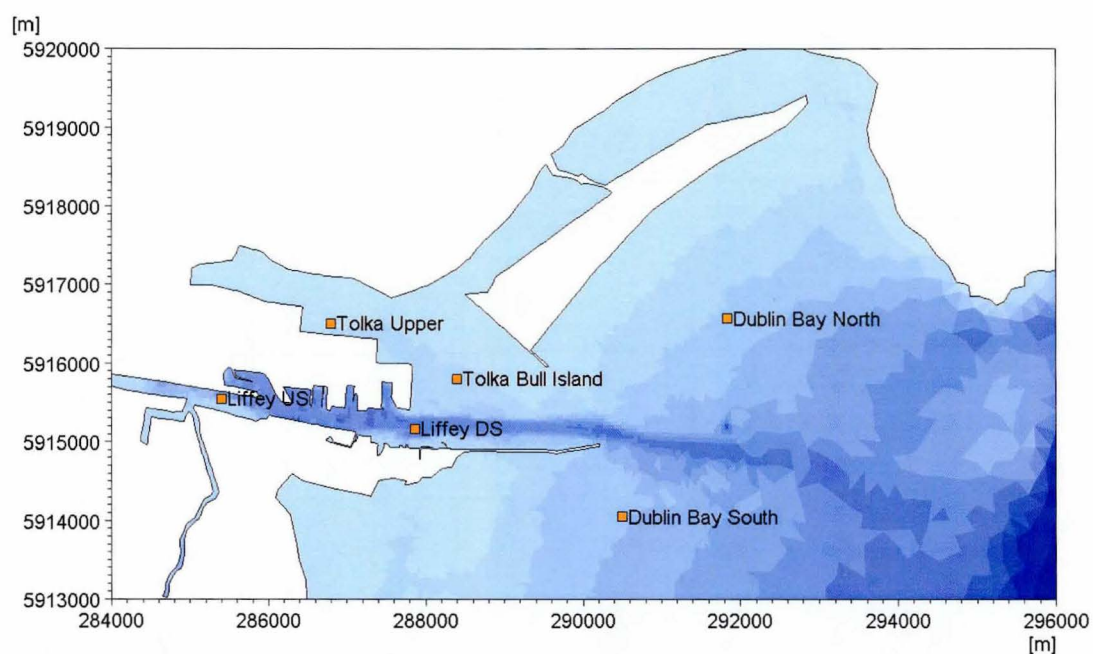 [m]
5920000
5919000
5918000
5917000
Tolka Upper
Dublin Bay North
5916000
Tolka Bull Island
Liffey US
Liffey DS
5915000
Dublin Bay South
5914000
5913000
284000 286000 288000 290000 292000 294000 296000
[m]